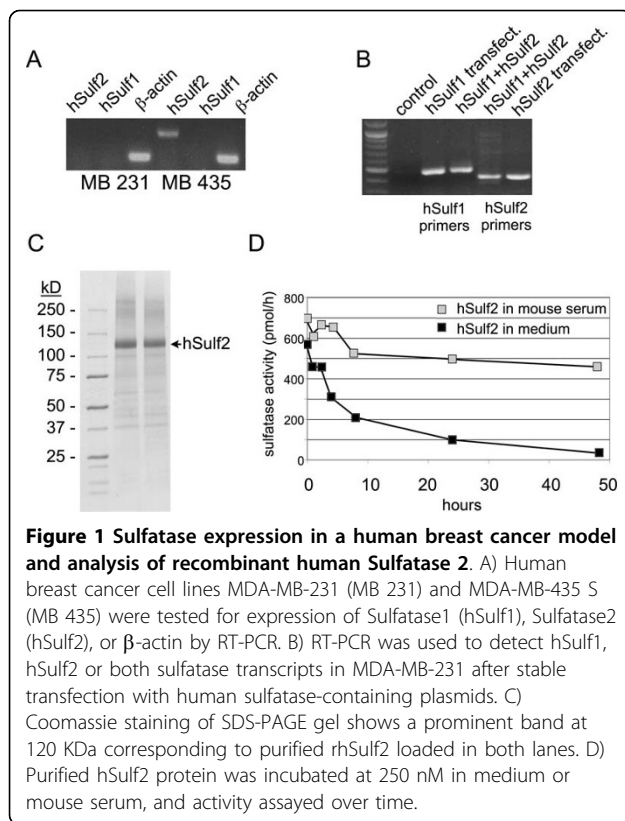 A
hSulf2
hSulf1
β-actin
hSulf2
hSulf1
β-actin
MB 231 MB 435
B
control
hSulf1 transfect.
hSulf1+hSulf2
hSulf1+hSulf2
hSulf2 transfect.
hSulf1 primers
hSulf2 primers
C
kD
250 -
150 -
100 -
75 -
50 -
37 -
25 -
hSulf2
D
sulfatase activity (pmol/h)
800
600
400
200
0
hSulf2 in mouse serum
hSulf2 in medium
0 10 20 30 40 50
hours
Figure 1 Sulfatase expression in a human breast cancer model
and analysis of recombinant human Sulfatase 2. A) Human
breast cancer cell lines MDA-MB-231 (MB 231) and MDA-MB-435 S
(MB 435) were tested for expression of Sulfatase1 (hSulf1), Sulfatase2
(hSulf2), or β-actin by RT-PCR. B) RT-PCR was used to detect hSulf1,
hSulf2 or both sulfatase transcripts in MDA-MB-231 after stable
transfection with human sulfatase-containing plasmids. C)
Coomassie staining of SDS-PAGE gel shows a prominent band at
120 KDa corresponding to purified rhSulf2 loaded in both lanes. D)
Purified hSulf2 protein was incubated at 250 nM in medium or
mouse serum, and activity assayed over time.